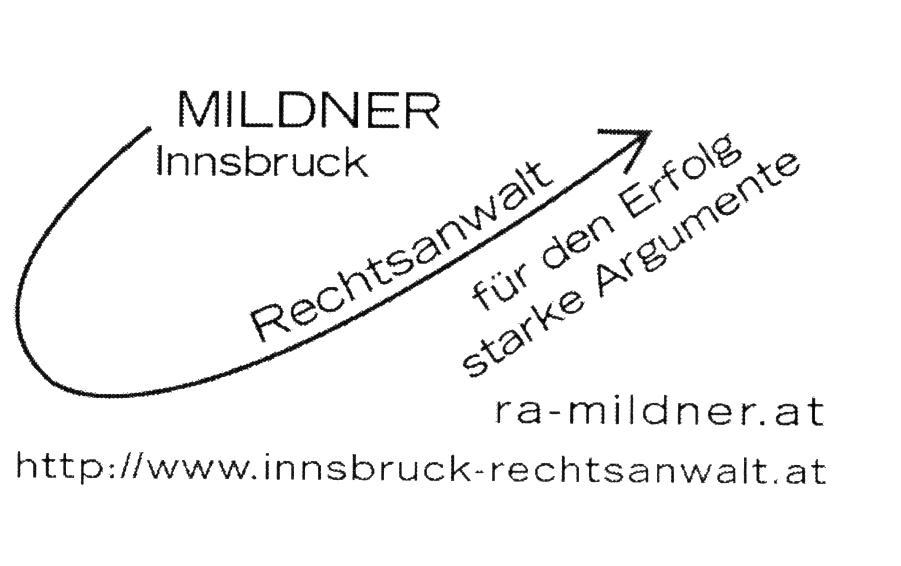 MILDNER
Innsbruck
Rechtsanwalt
für den Erfolg
starke Argumente
ra-mildner.at
http://www.innsbruck-rechtsanwalt.at